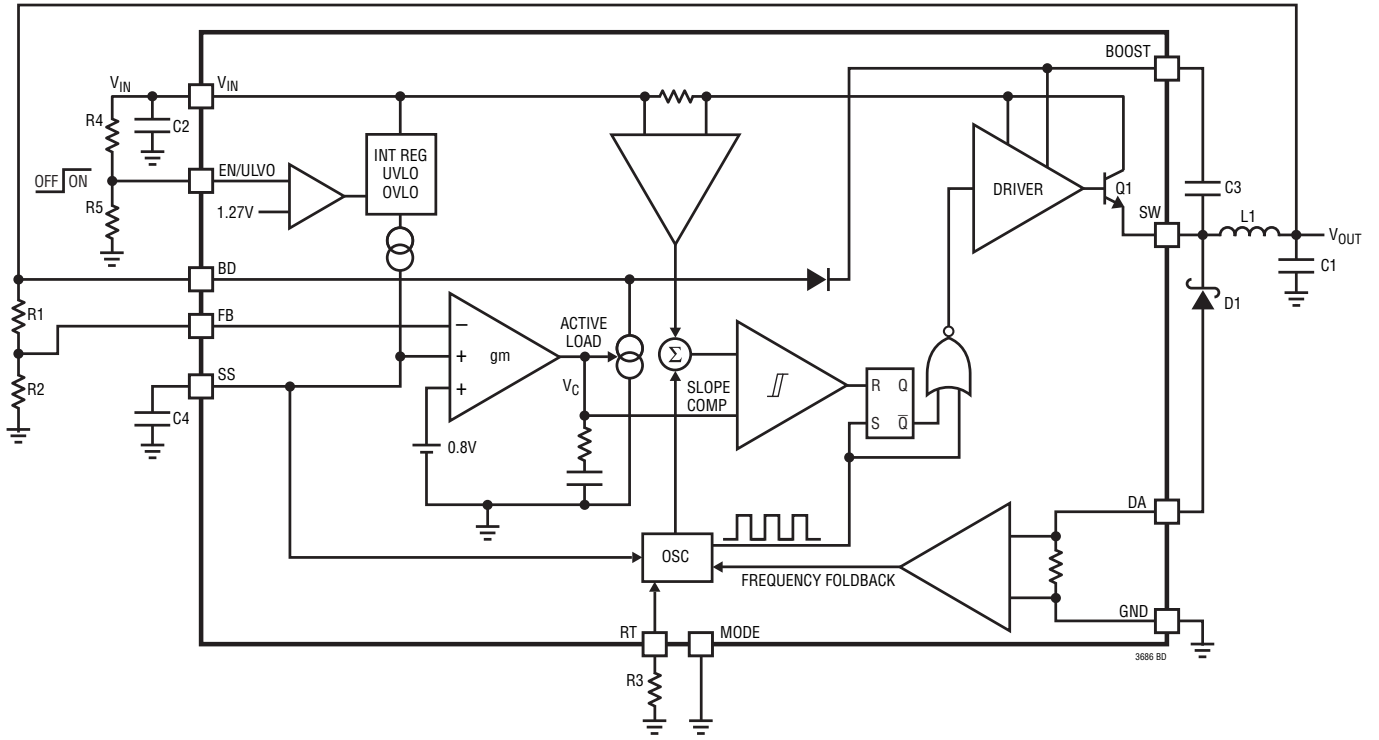 BOOST
VIN
VIN
R4
C2
INT REG
UVLO
OVLO
EN/ULVO
OFF ON
DRIVER
Q1
C3
R5
1.27V
SW
L1
VOUT
C1
BD
D1
R1
FB
ACTIVE
LOAD
–
+
gm
+
Σ
SS
VC
SLOPE
COMP
R Q
S Q̅
R2
C4
0.8V
DA
OSC
FREQUENCY FOLDBACK
GND
RT
MODE
3686 BD
R3